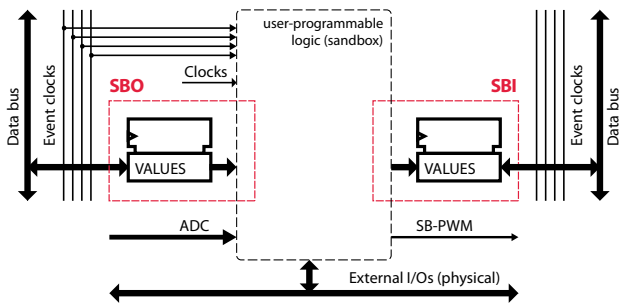 user-programmable
logic (sandbox)
Clocks
SBO
SBI
Data bus
Event clocks
Event clocks
Data bus
VALUES
VALUES
ADC
SB-PWM
External I/Os (physical)